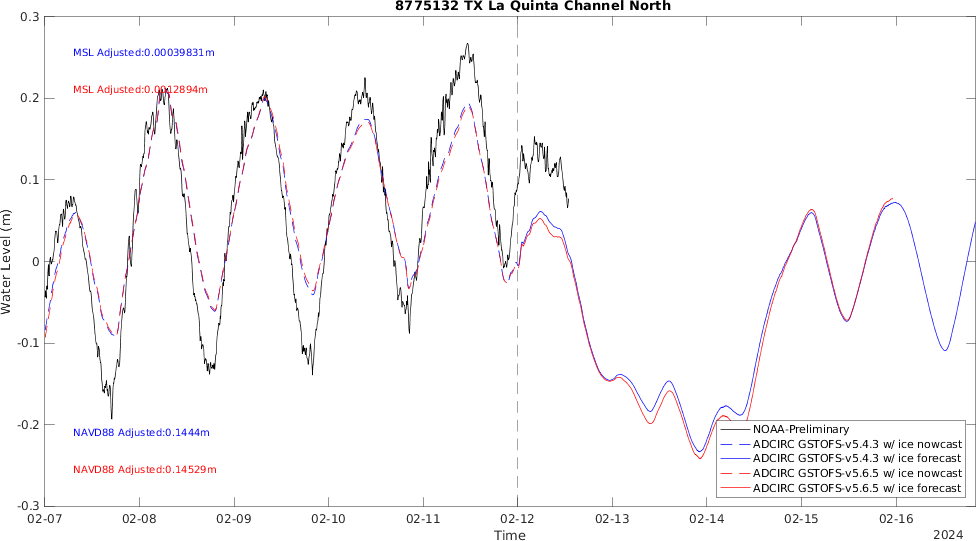 8775132 TX La Quinta Channel North
0.3
0.2
0.1
0
-0.1
-0.2
-0.3
Water Level (m)
MSL Adjusted:0.00039831m
MSL Adjusted:0.0012894m
NAVD88 Adjusted:0.1444m
NAVD88 Adjusted:0.14529m
NOAA-Preliminary
ADCIRC GSTOFS-v5.4.3 w/ ice nowcast
ADCIRC GSTOFS-v5.4.3 w/ ice forecast
ADCIRC GSTOFS-v5.6.5 w/ ice nowcast
ADCIRC GSTOFS-v5.6.5 w/ ice forecast
02-07 02-08 02-09 02-10 02-11 02-12 02-13 02-14 02-15 02-16
Time
2024